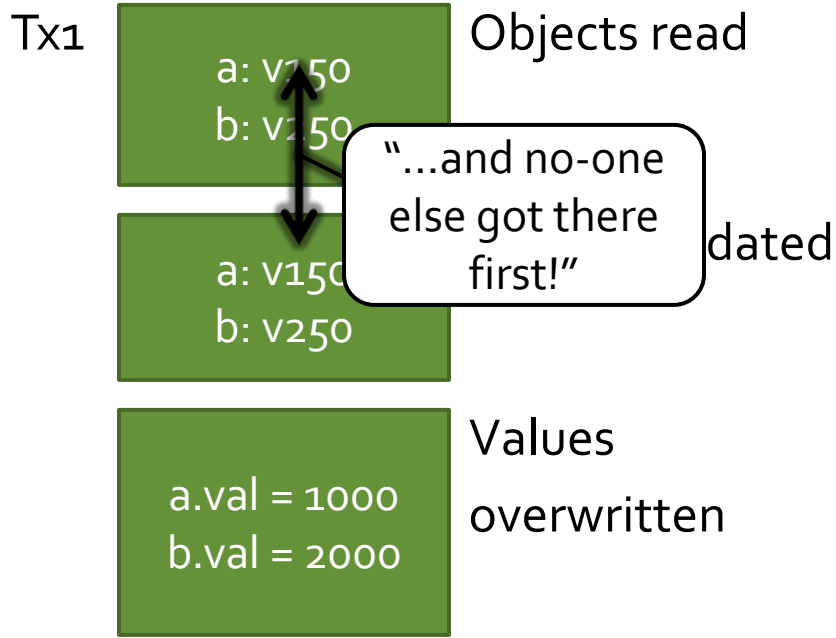 Tx1
Objects read
a: v150
b: v250
"...and no-one
else got there
first!"
dated
a: v150
b: v250
Values
overwritten
a.val = 1000
b.val = 2000